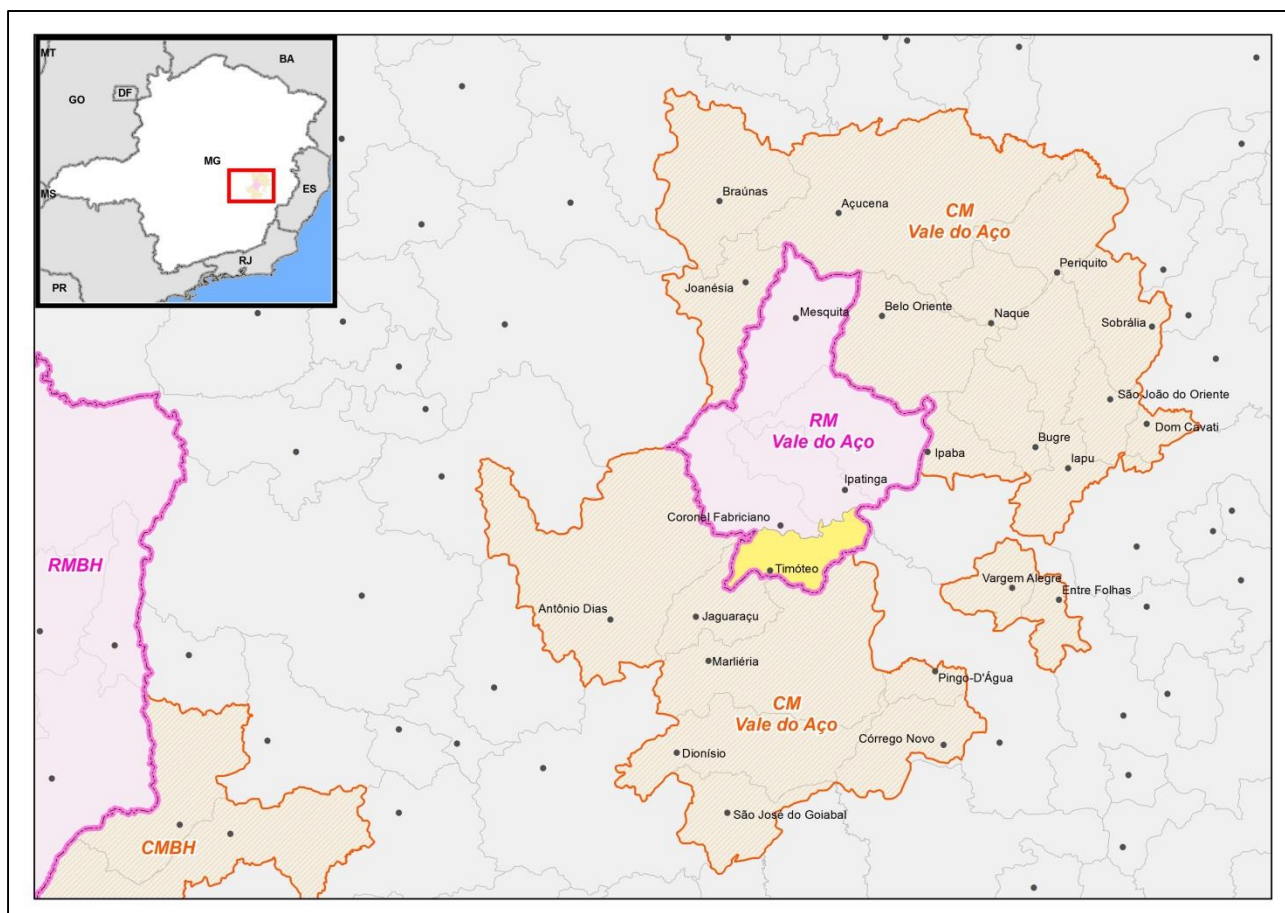 MT
BA
GO
DF
MG
MS
ES
RJ
PR
Braúnas
Açucena
CM
Vale do Aço
Periquito
Joanésia
Mesquita
Belo Oriente
Naque
Sobrália
São João do Oriente
RM
Vale do Aço
Dom Cavati
Bugre
Ipaba
Iapu
Ipatinga
Coronel Fabriciano
RMBH
Timóteo
Vargem Alegre
Entre Folhas
Antônio Dias
Jaguaraçu
Marliéria
Pingo-D'Água
CM
Vale do Aço
Córrego Novo
Dionísio
São José do Goiabal
CMBH